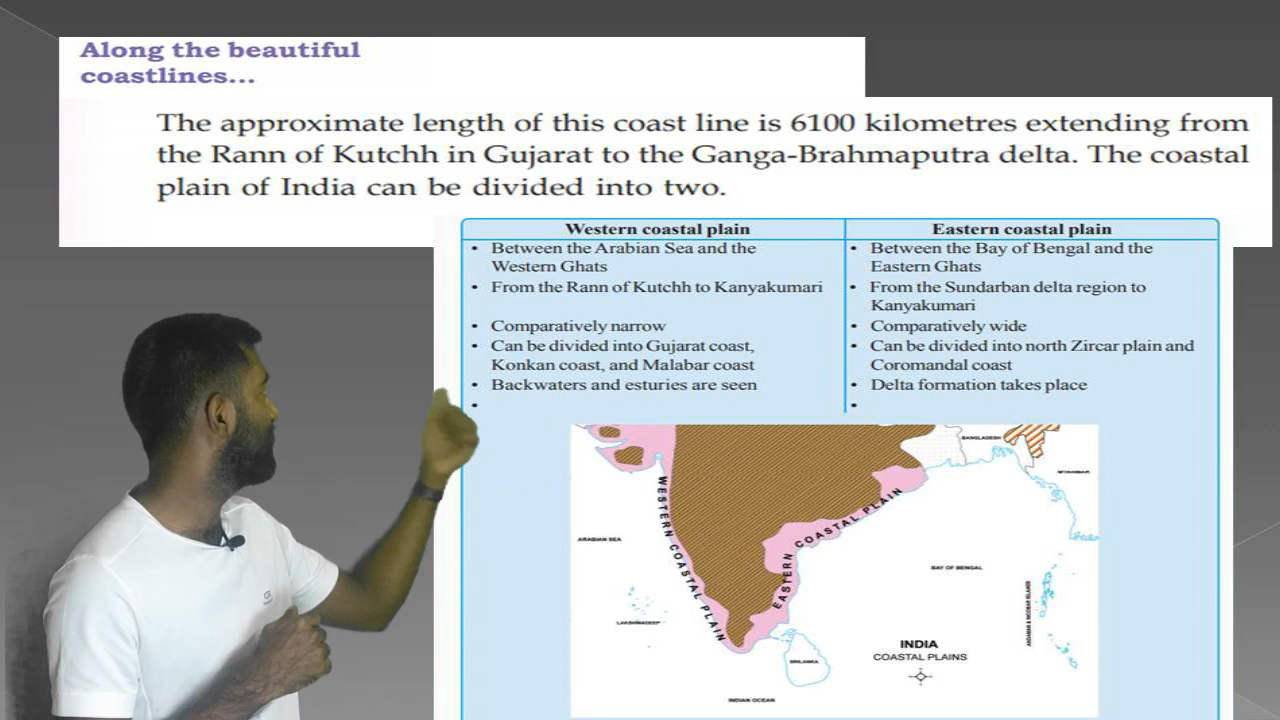 Along the beautiful
coastlines...
The approximate length of this coast line is 6100 kilometres extending from
the Rann of Kutchh in Gujarat to the Ganga-Brahmaputra delta. The coastal
plain of India can be divided into two.
Western coastal plain
• Between the Arabian Sea and the
Western Ghats
• From the Rann of Kutchh to Kanyakumari
• Comparatively narrow
• Can be divided into Gujarat coast,
Konkan coast, and Malabar coast
• Backwaters and esturies are seen
•
Eastern coastal plain
• Between the Bay of Bengal and the
Eastern Ghats
• From the Sundarban delta region to
Kanyakumari
• Comparatively wide
• Can be divided into north Zircar plain and
Coromandal coast
• Delta formation takes place
•
BANGLADESH
MYANMAR
WESTERN COASTAL PLAIN
EASTERN COASTAL PLAIN
ARABIAN SEA
BAY OF BENGAL
LAKSHADWEEP
ANDAMAN & NICOBAR ISLANDS
INDIA
COASTAL PLAINS
SRILANKA
INDIAN OCEAN